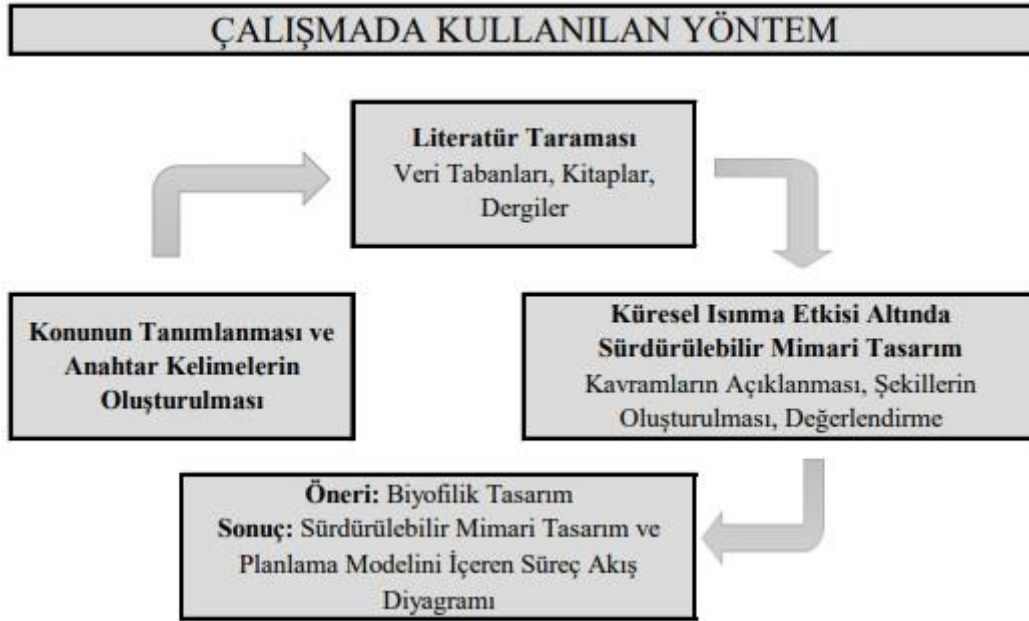 ÇALIŞMADA KULLANILAN YÖNTEM
Literatür Taraması
Veri Tabanları, Kitaplar,
Dergiler
Konunun Tanımlanması ve
Anahtar Kelimelerin
Oluşturulması
Küresel Isınma Etkisi Altında
Sürdürülebilir Mimari Tasarım
Kavramların Açıklanması, Şekillerin
Oluşturulması, Değerlendirme
Öneri: Biyofilik Tasarım
Sonuç: Sürdürülebilir Mimari Tasarım ve
Planlama Modelini İçeren Süreç Akış
Diyagramı